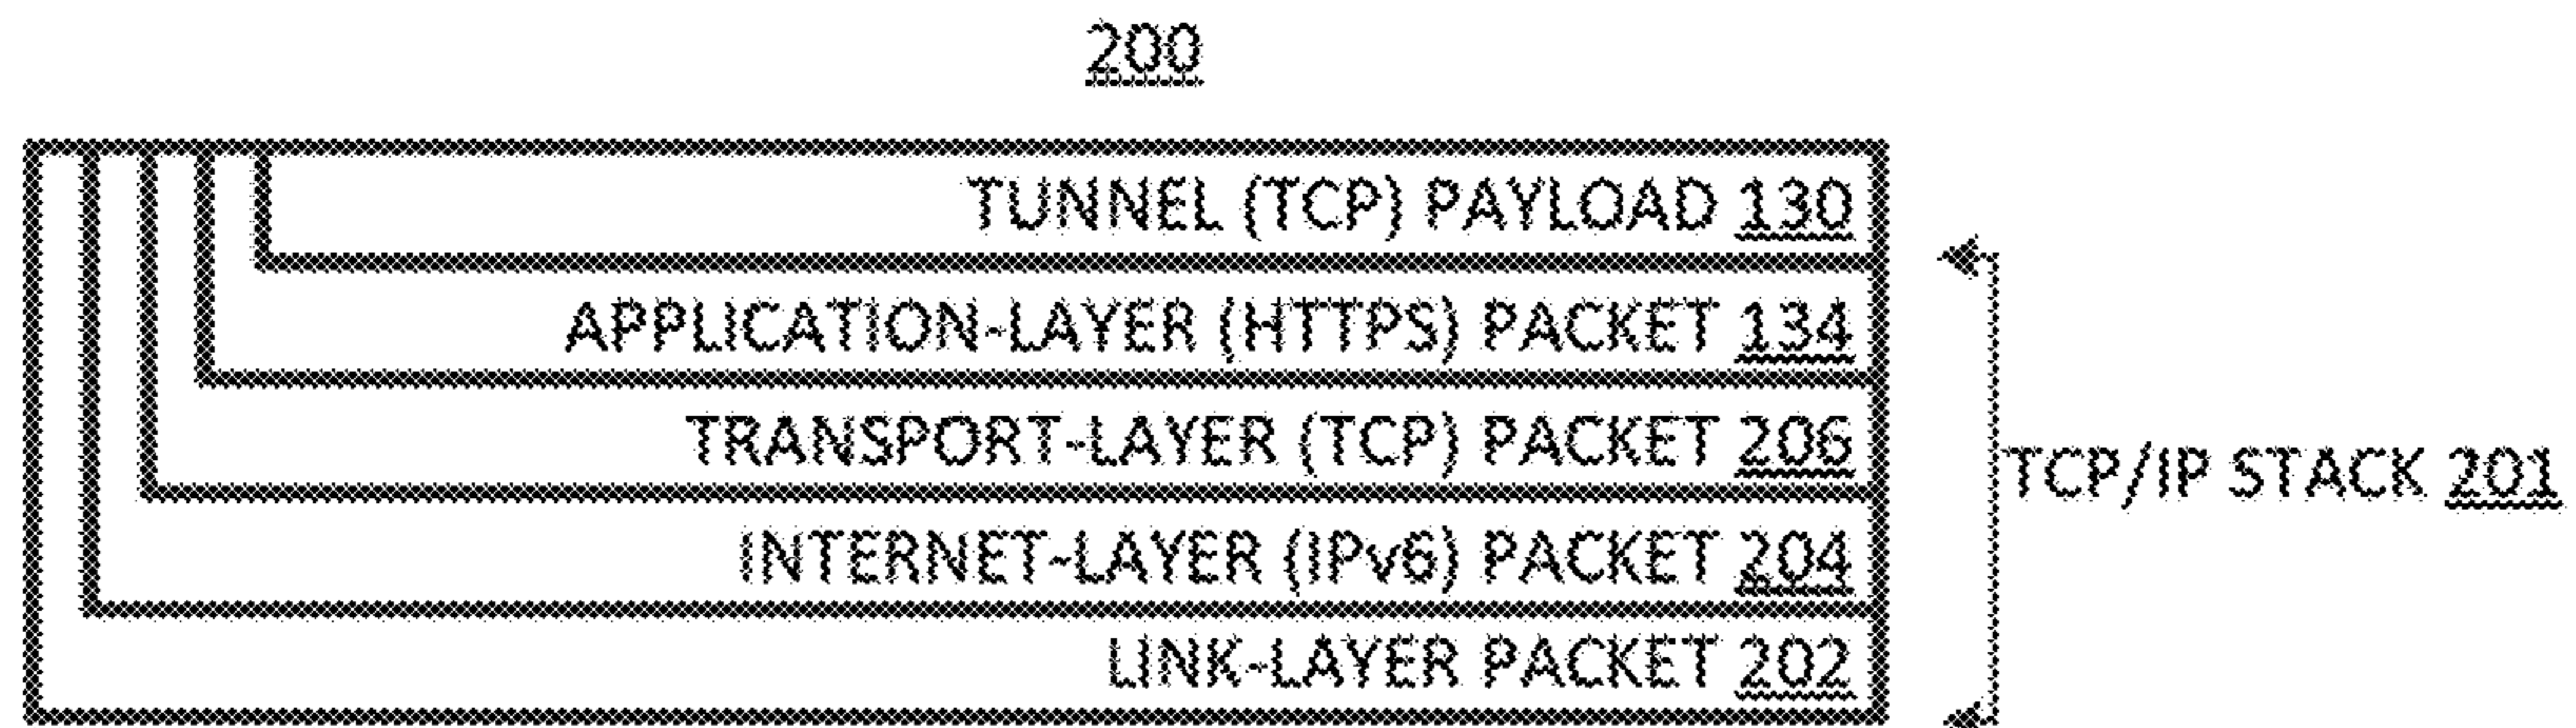 200
TUNNEL (TCP) PAYLOAD 130
APPLICATION-LAYER (HTTPS) PACKET 134
TRANSPORT-LAYER (TCP) PACKET 206
TCP/IP STACK 201
INTERNET-LAYER (IPv6) PACKET 204
LINK-LAYER PACKET 202